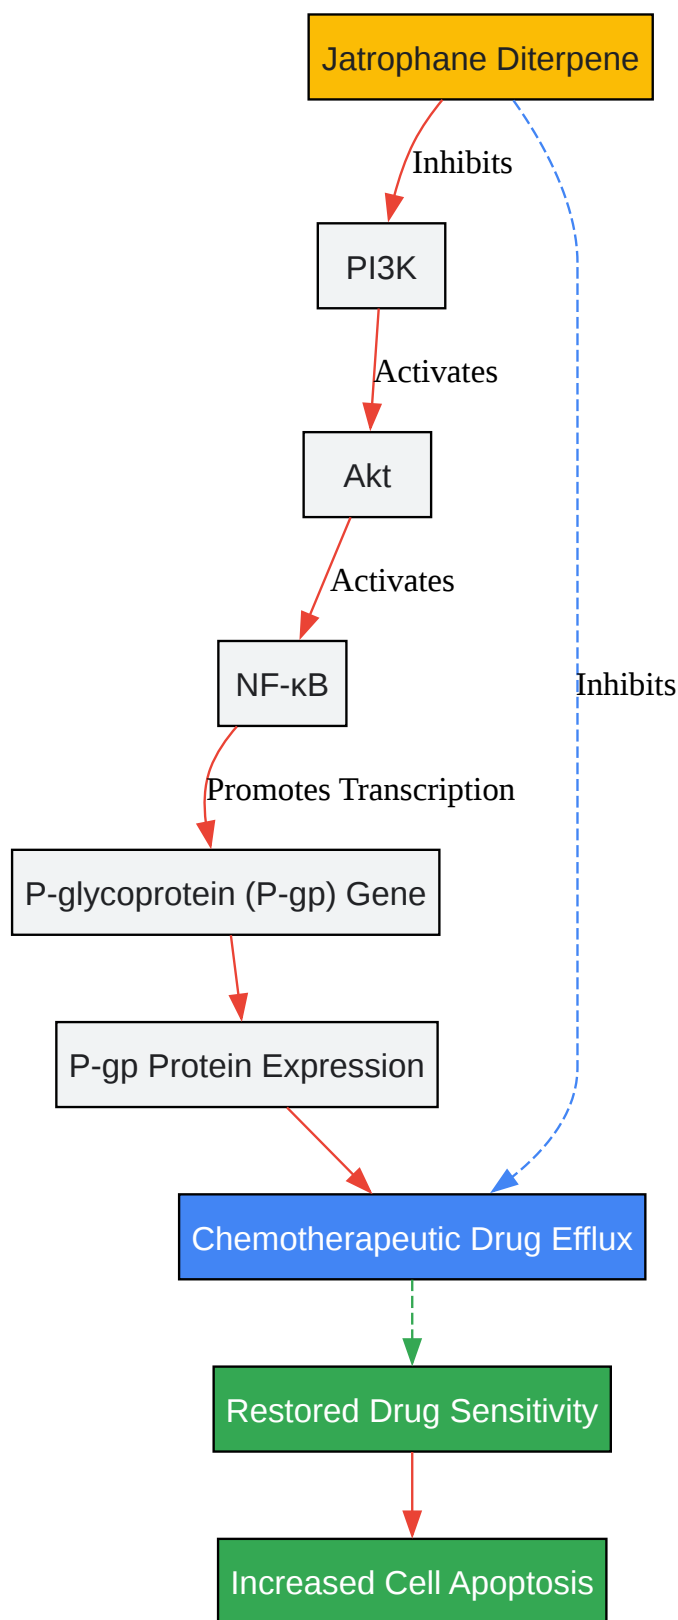 Jatrophane Diterpene
Inhibits
PI3K
Activates
Akt
Activates
NF-κB
Inhibits
Promotes Transcription
P-glycoprotein (P-gp) Gene
P-gp Protein Expression
Chemotherapeutic Drug Efflux
Restored Drug Sensitivity
Increased Cell Apoptosis